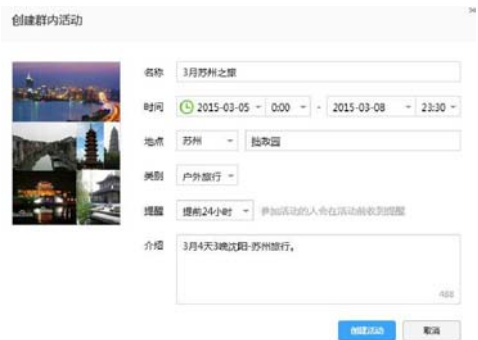 创建群内活动
名称 3月苏州之旅
时间 2015-03-05 0:00 - 2015-03-08 23:30
地点 苏州 拙政园
类别 户外旅行
提醒 提前24小时 参加活动的人会在活动前收到提醒
介绍 3月4天3晚沈阳-苏州旅行。
488
创建活动 取消